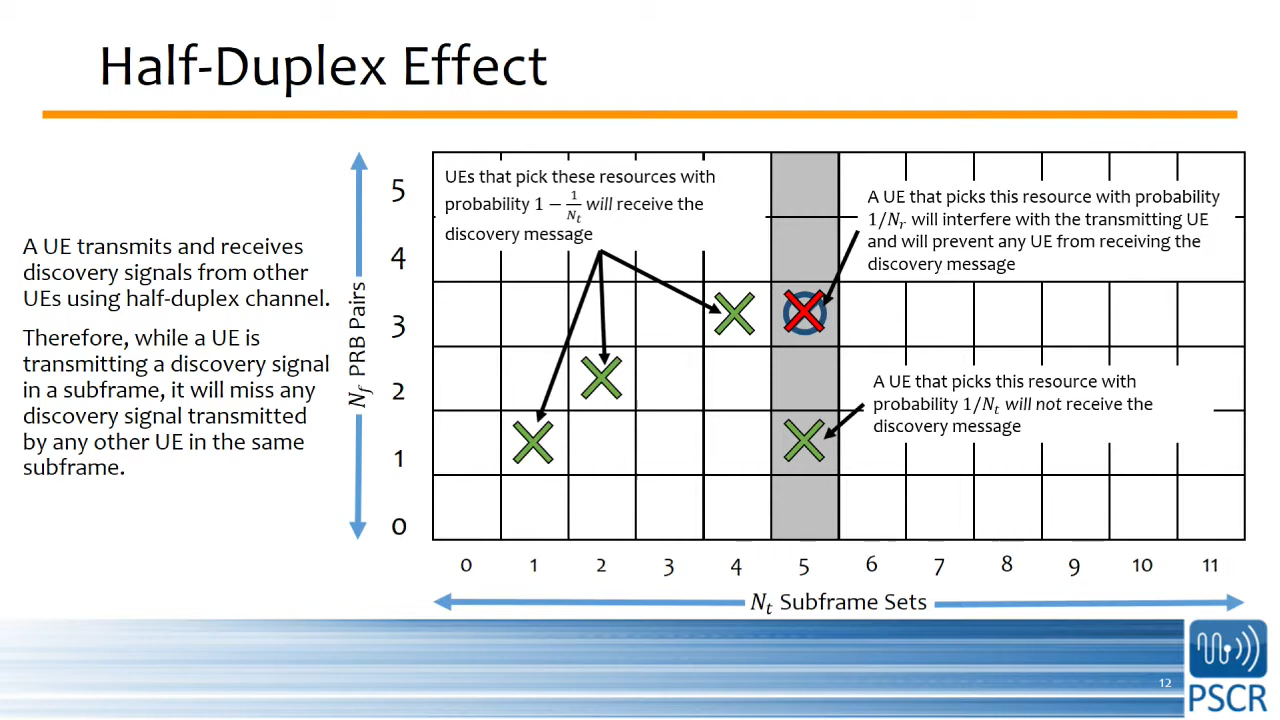 Half-Duplex Effect
A UE transmits and receives
discovery signals from other
UEs using half-duplex channel.
Therefore, while a UE is
transmitting a discovery signal
in a subframe, it will miss any
discovery signal transmitted
by any other UE in the same
subframe.
N_f PRB Pairs
5
4
3
2
1
0
UEs that pick these resources with
probability 1 − 1/N_t will receive the
discovery message
A UE that picks this resource with probability
1/N_r will interfere with the transmitting UE
and will prevent any UE from receiving the
discovery message
A UE that picks this resource with
probability 1/N_t will not receive the
discovery message
0 1 2 3 4 5 6 7 8 9 10 11
N_t Subframe Sets
12
PSCR